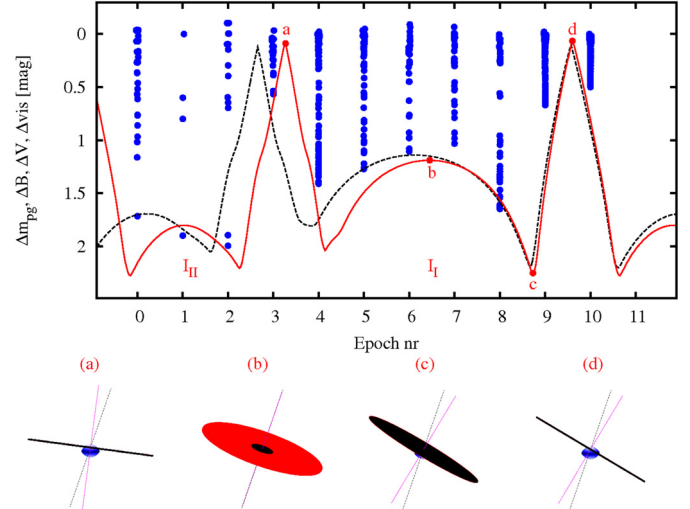 Δm_pg, ΔB, ΔV, Δvis [mag]
0
0.5
1
1.5
2
a
d
b
c
I_II
I_I
0 1 2 3 4 5 6 7 8 9 10 11
Epoch nr
(a) (b) (c) (d)